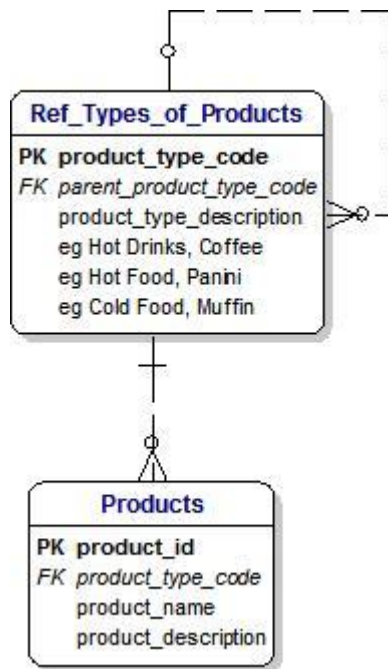 Ref_Types_of_Products
PK product_type_code
FK parent_product_type_code
product_type_description
eg Hot Drinks, Coffee
eg Hot Food, Panini
eg Cold Food, Muffin
Products
PK product_id
FK product_type_code
product_name
product_description